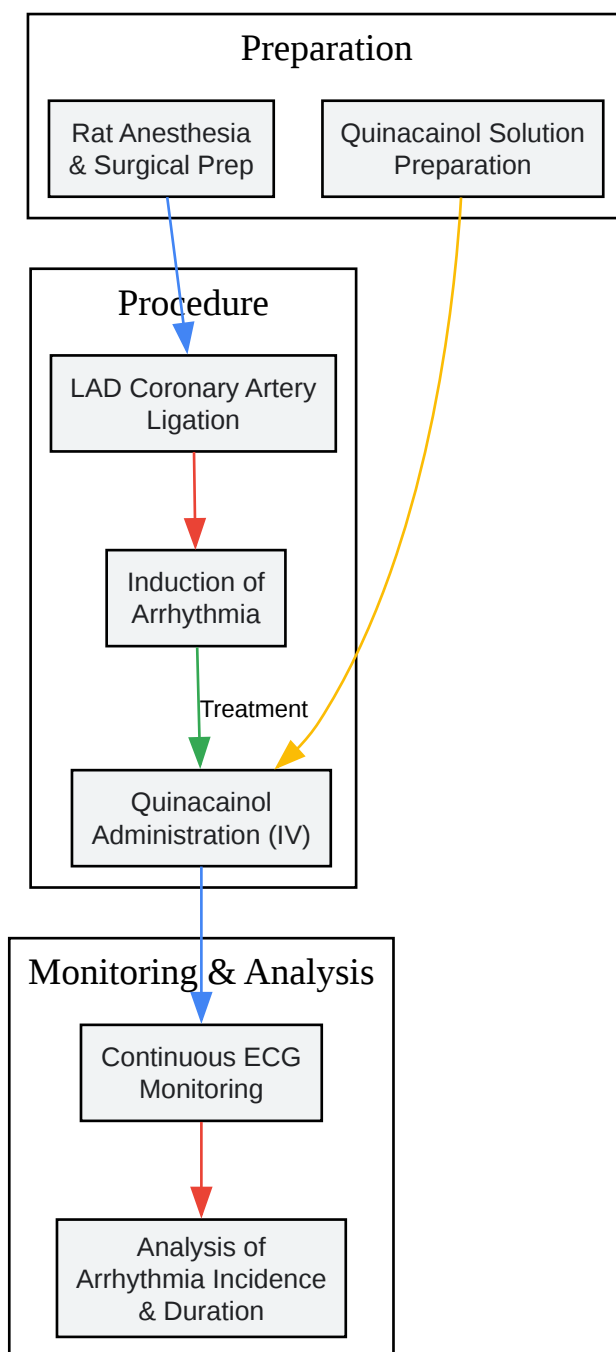 Preparation
Rat Anesthesia
& Surgical Prep
Quinacainol Solution
Preparation
Procedure
LAD Coronary Artery
Ligation
Induction of
Arrhythmia
Treatment
Quinacainol
Administration (IV)
Monitoring & Analysis
Continuous ECG
Monitoring
Analysis of
Arrhythmia Incidence
& Duration